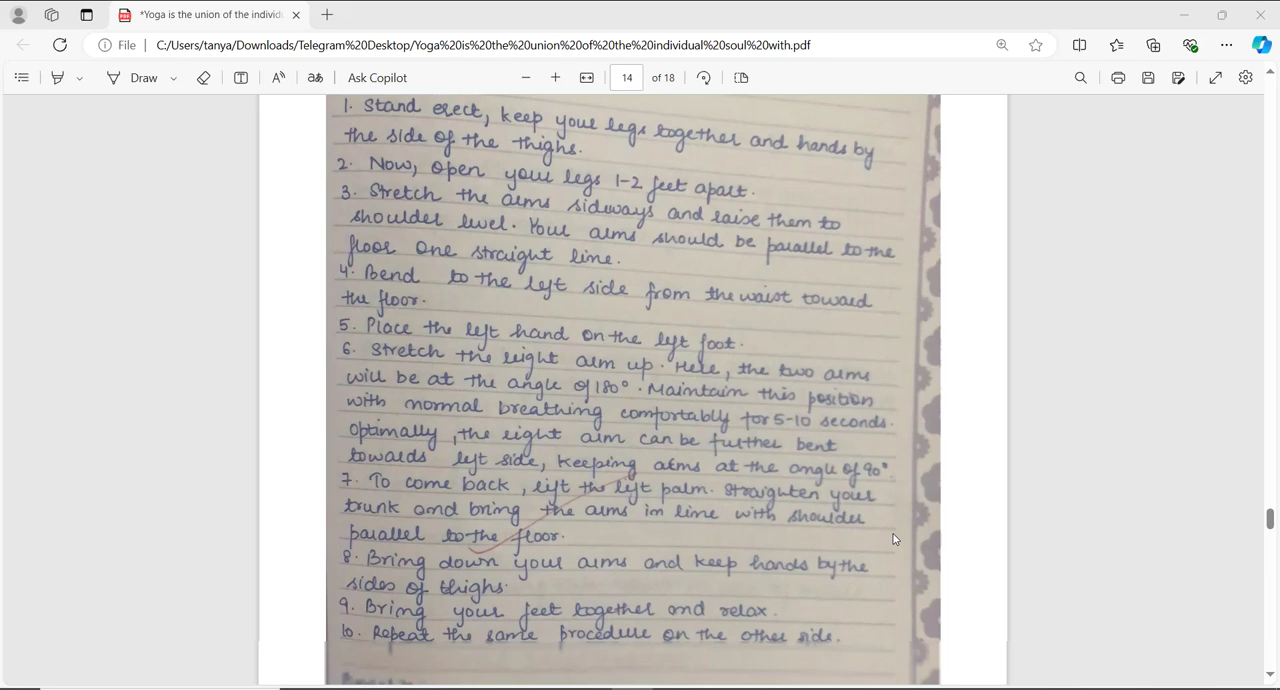 *Yoga is the union of the individu
File
C:/Users/tanya/Downloads/Telegram%20Desktop/Yoga%20is%20the%20union%20of%20the%20individual%20soul%20with.pdf
Draw
Ask Copilot
14 of 18
1. Stand erect, keep your legs together and hands by
the side of the thighs.
2. Now, open your legs 1-2 feet apart.
3. Stretch the arms sideways and raise them to
shoulder level. Your arms should be parallel to the
floor one straight line.
4. Bend to the left side from the waist toward
the floor.
5. Place the left hand on the left foot.
6. Stretch the right arm up. Here, the two arms
will be at the angle of 180°. Maintain this position
with normal breathing comfortably for 5-10 seconds.
Optimally, the right arm can be further bent
towards left side, keeping arms at the angle of 90°.
7. To come back, lift the left palm. Straighten your
trunk and bring the arms in line with shoulder
parallel to the floor.
8. Bring down your arms and keep hands by the
sides of thighs.
9. Bring your feet together and relax.
10. Repeat the same procedure on the other side.